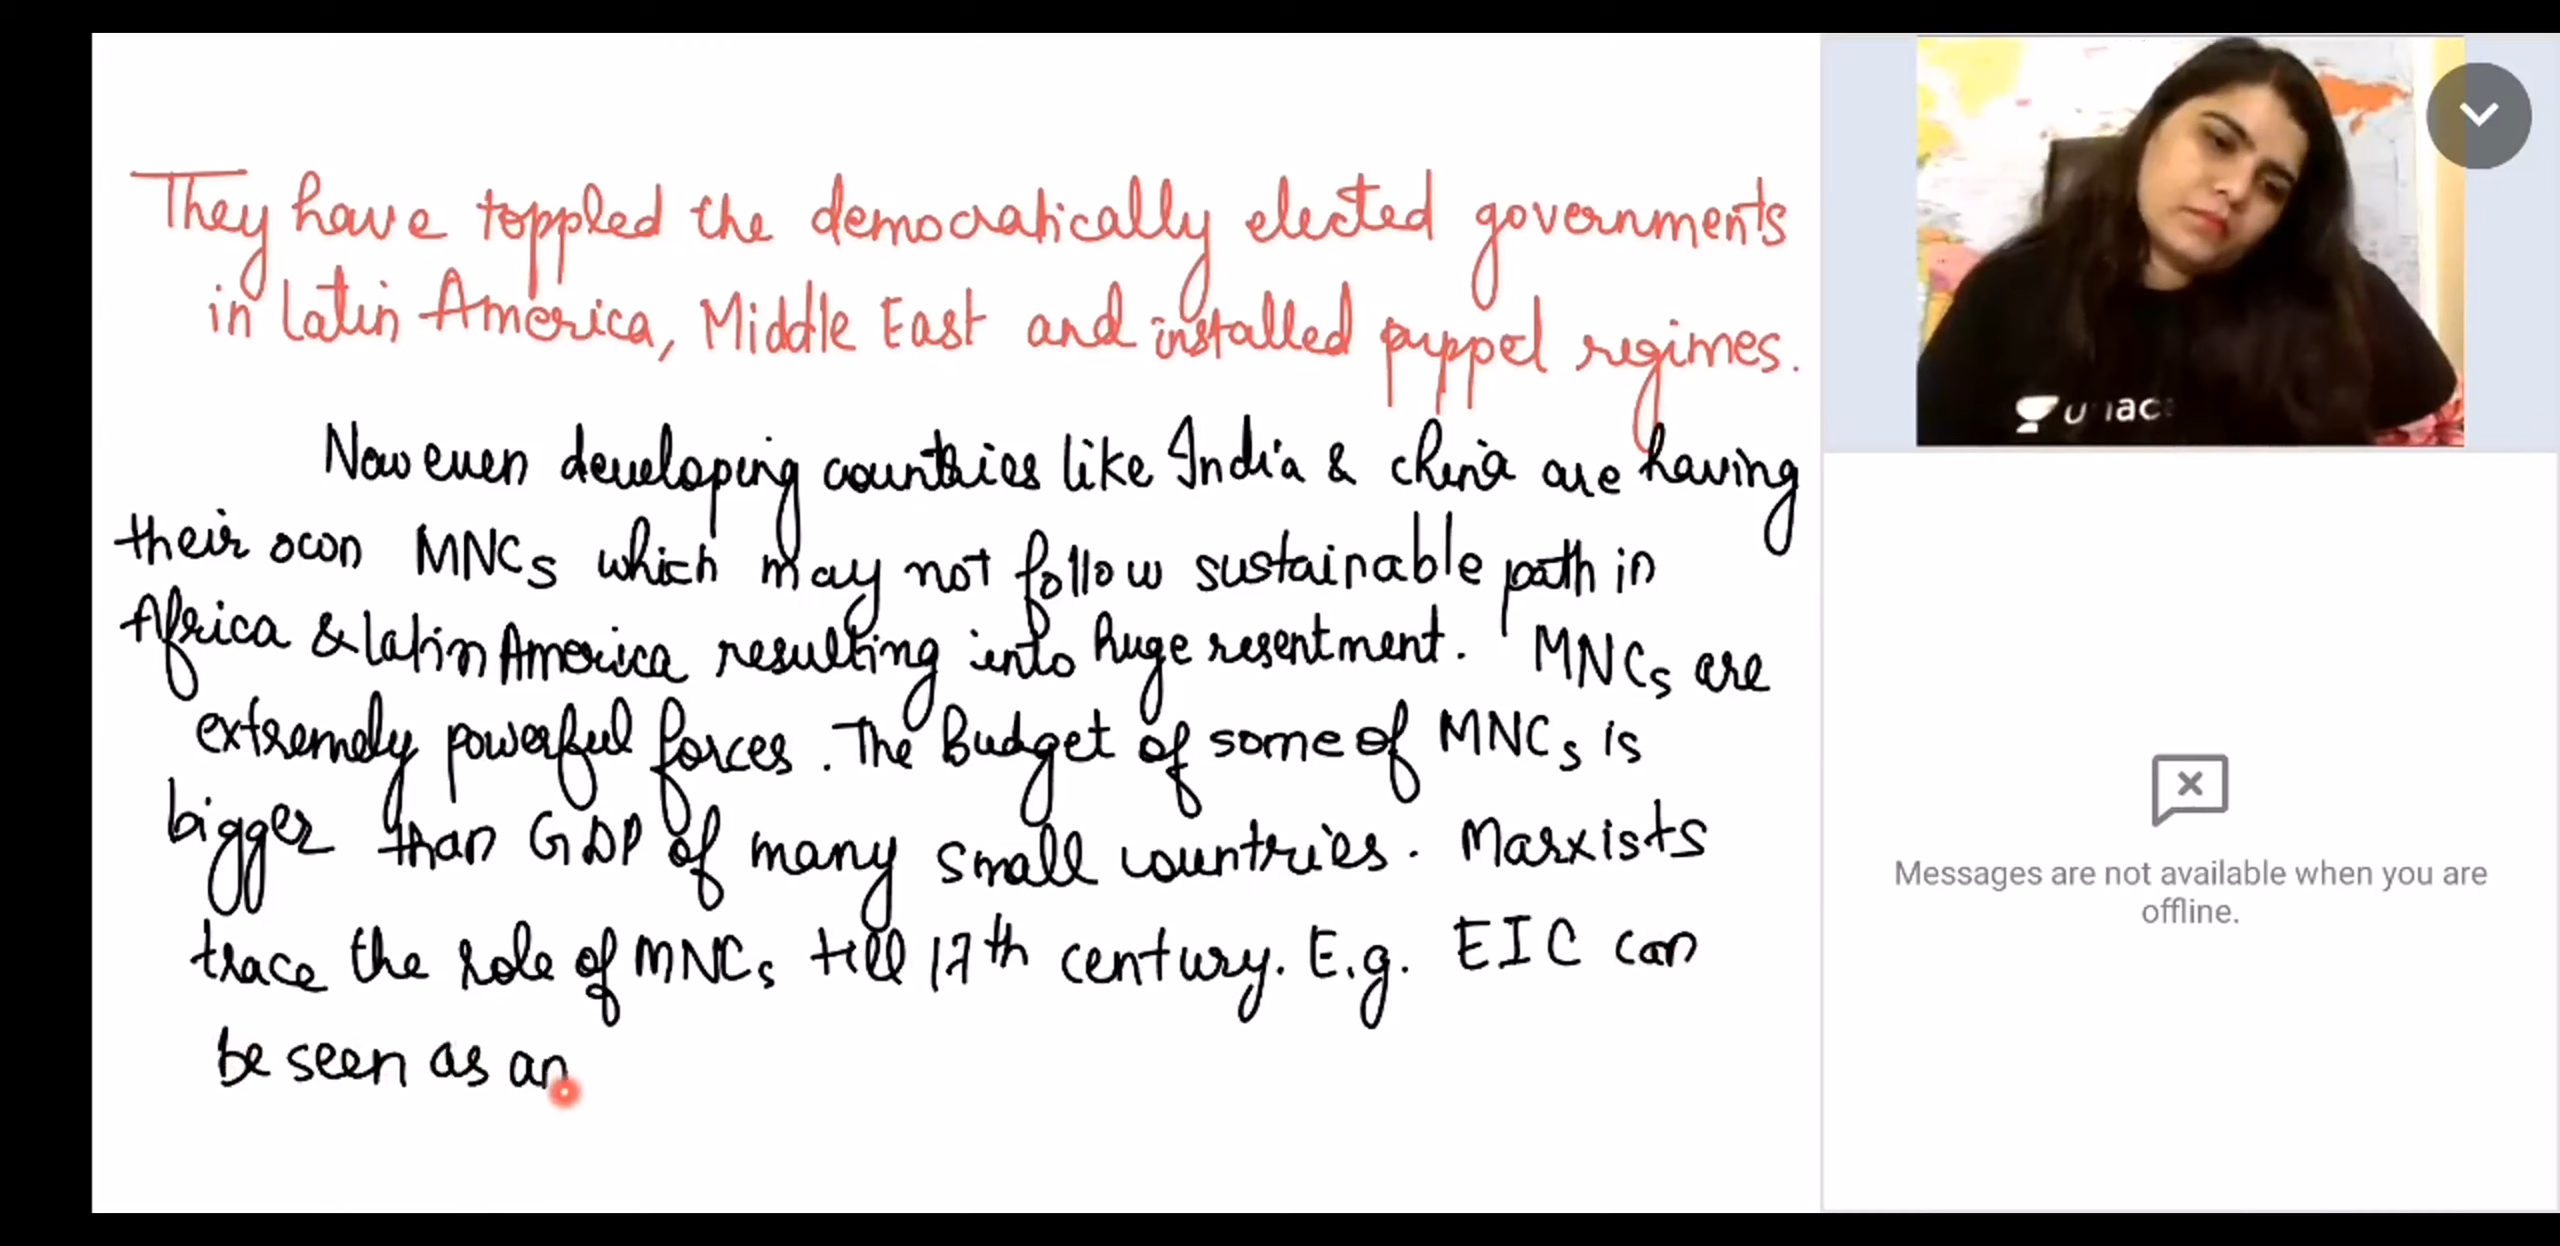 They have toppled the democratically elected governments
in Latin America, Middle East and installed puppet regimes.
Now even developing countries like India & China are having
their own MNCs which may not follow sustainable path in
Africa & Latin America resulting into huge resentment. MNCs are
extremely powerful forces. The Budget of some of MNCs is
bigger than GDP of many small countries. Marxists
trace the role of MNCs till 17th century. E.g. EIC can
be seen as an
unac
Messages are not available when you are
offline.